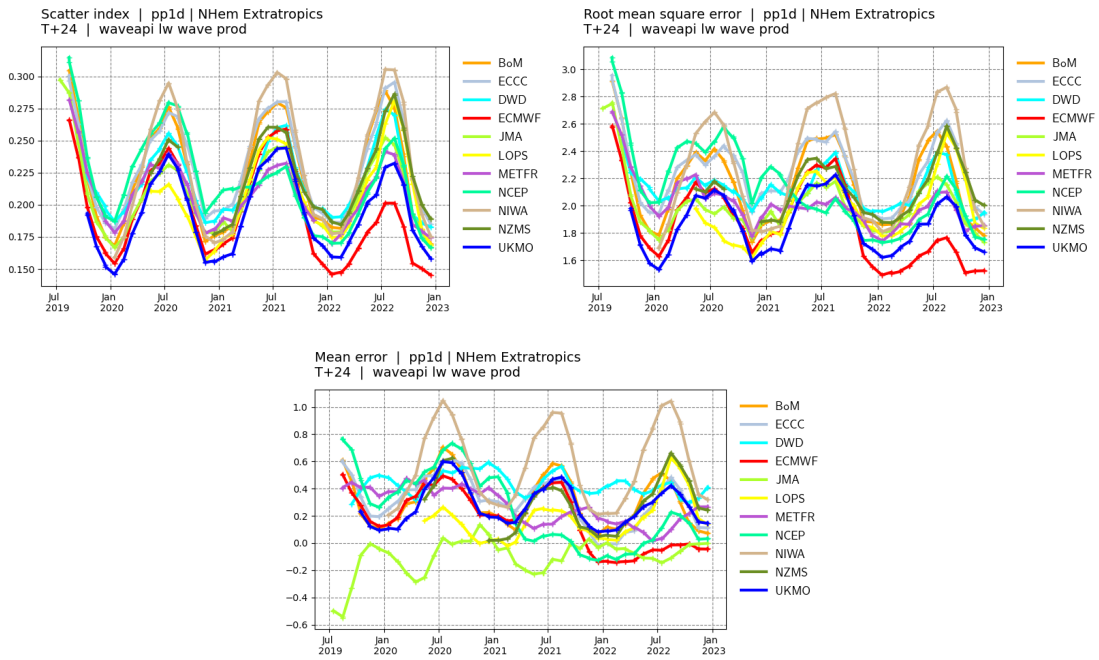 Scatter index | pp1d | NHem Extratropics
T+24 | waveapi lw wave prod
0.300
0.275
0.250
0.225
0.200
0.175
0.150
Jul 2019
Jan 2020
Jul 2020
Jan 2021
Jul 2021
Jan 2022
Jul 2022
Jan 2023
BoM
ECCC
DWD
ECMWF
JMA
LOPS
METFR
NCEP
NIWA
NZMS
UKMO
Root mean square error | pp1d | NHem Extratropics
T+24 | waveapi lw wave prod
3.0
2.8
2.6
2.4
2.2
2.0
1.8
1.6
Jul 2019
Jan 2020
Jul 2020
Jan 2021
Jul 2021
Jan 2022
Jul 2022
Jan 2023
BoM
ECCC
DWD
ECMWF
JMA
LOPS
METFR
NCEP
NIWA
NZMS
UKMO
Mean error | pp1d | NHem Extratropics
T+24 | waveapi lw wave prod
1.0
0.8
0.6
0.4
0.2
0.0
−0.2
−0.4
−0.6
Jul 2019
Jan 2020
Jul 2020
Jan 2021
Jul 2021
Jan 2022
Jul 2022
Jan 2023
BoM
ECCC
DWD
ECMWF
JMA
LOPS
METFR
NCEP
NIWA
NZMS
UKMO